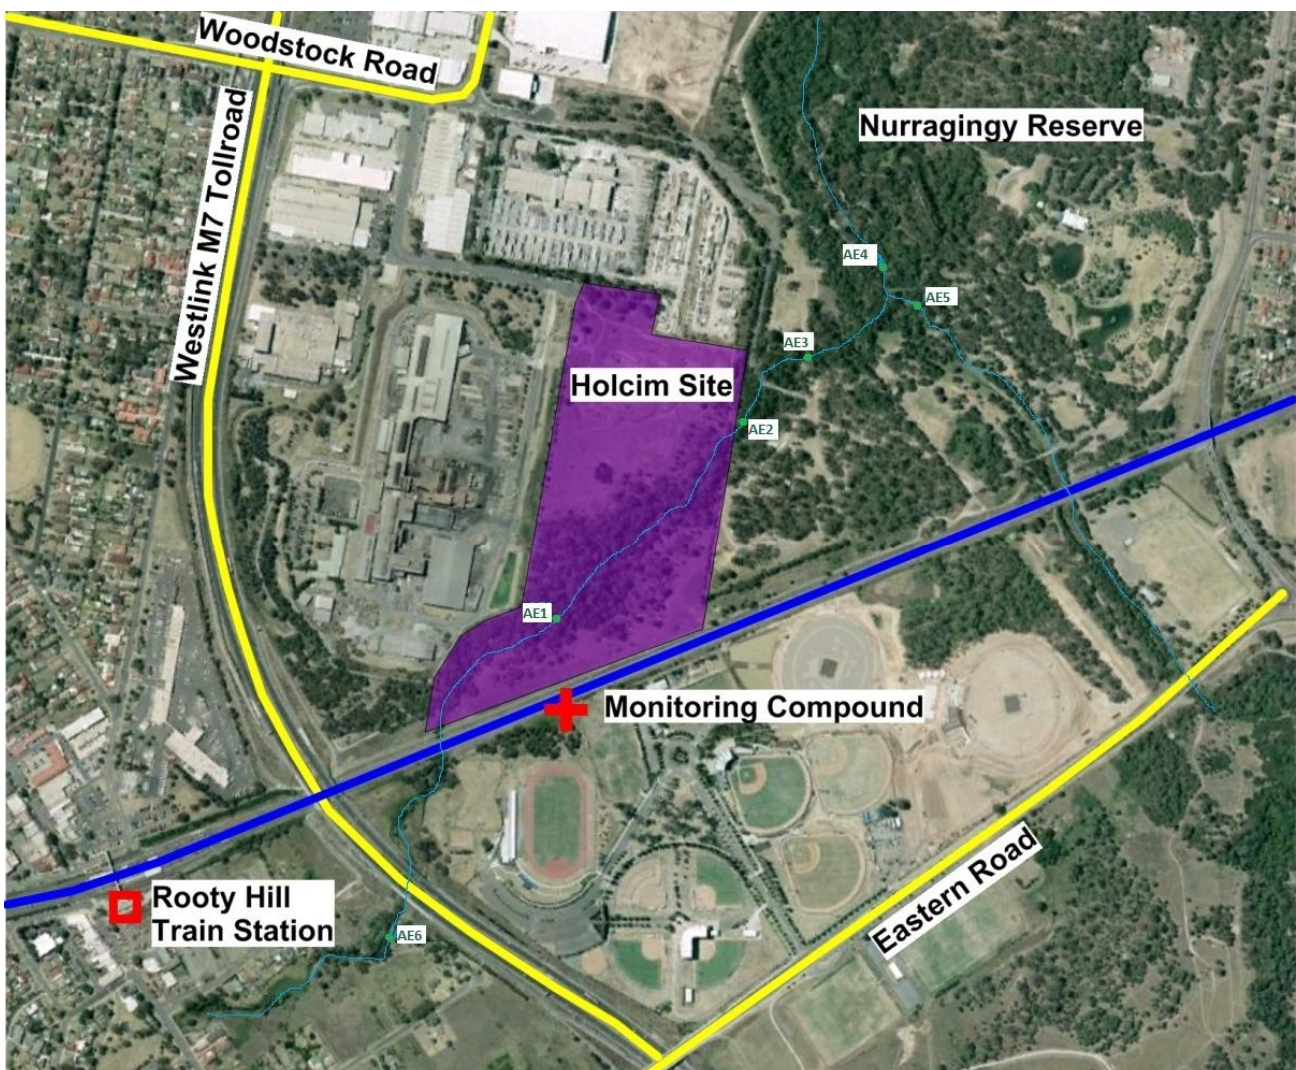 Woodstock Road
Westlink M7 Tollroad
Nurragingy Reserve
AE4
AE5
AE3
Holcim Site
AE2
AE1
Monitoring Compound
Eastern Road
Rooty Hill
Train Station
AE6